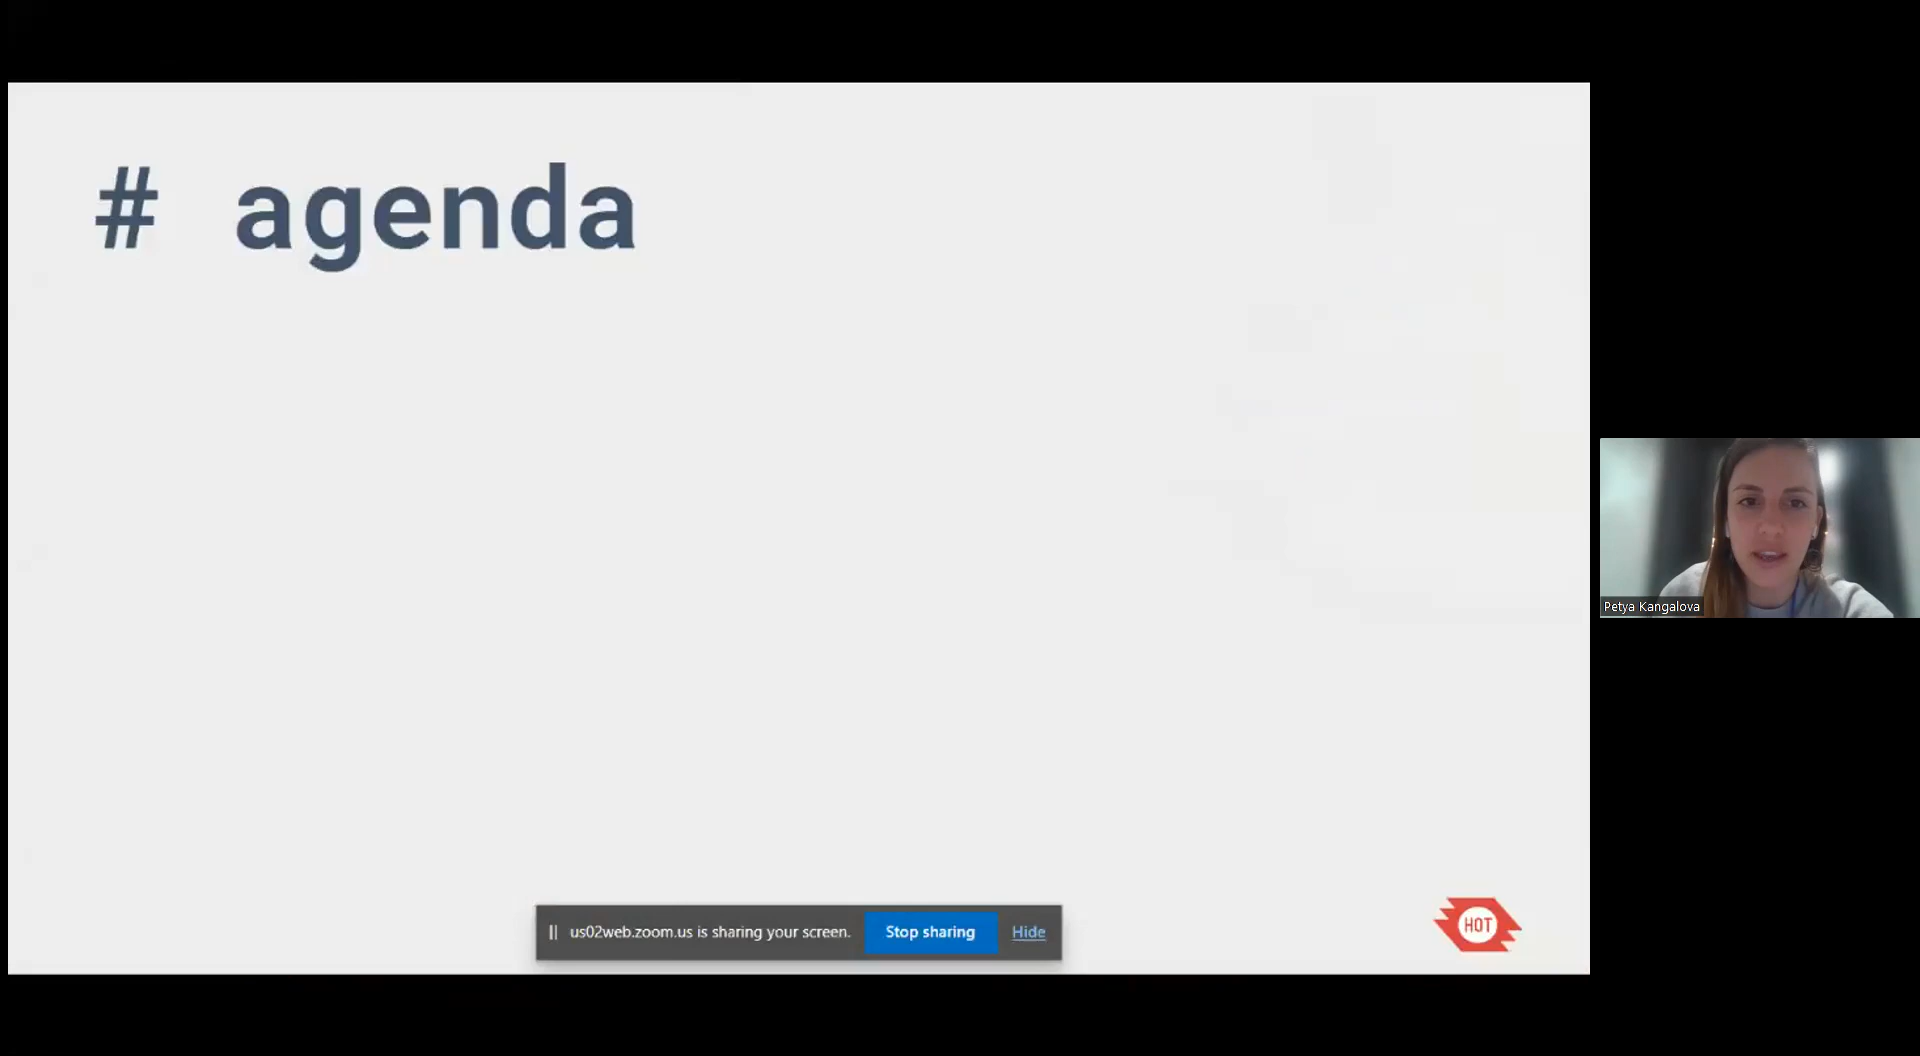 # agenda
us02web.zoom.us is sharing your screen. Stop sharing Hide
HOT
Petya Kangalova